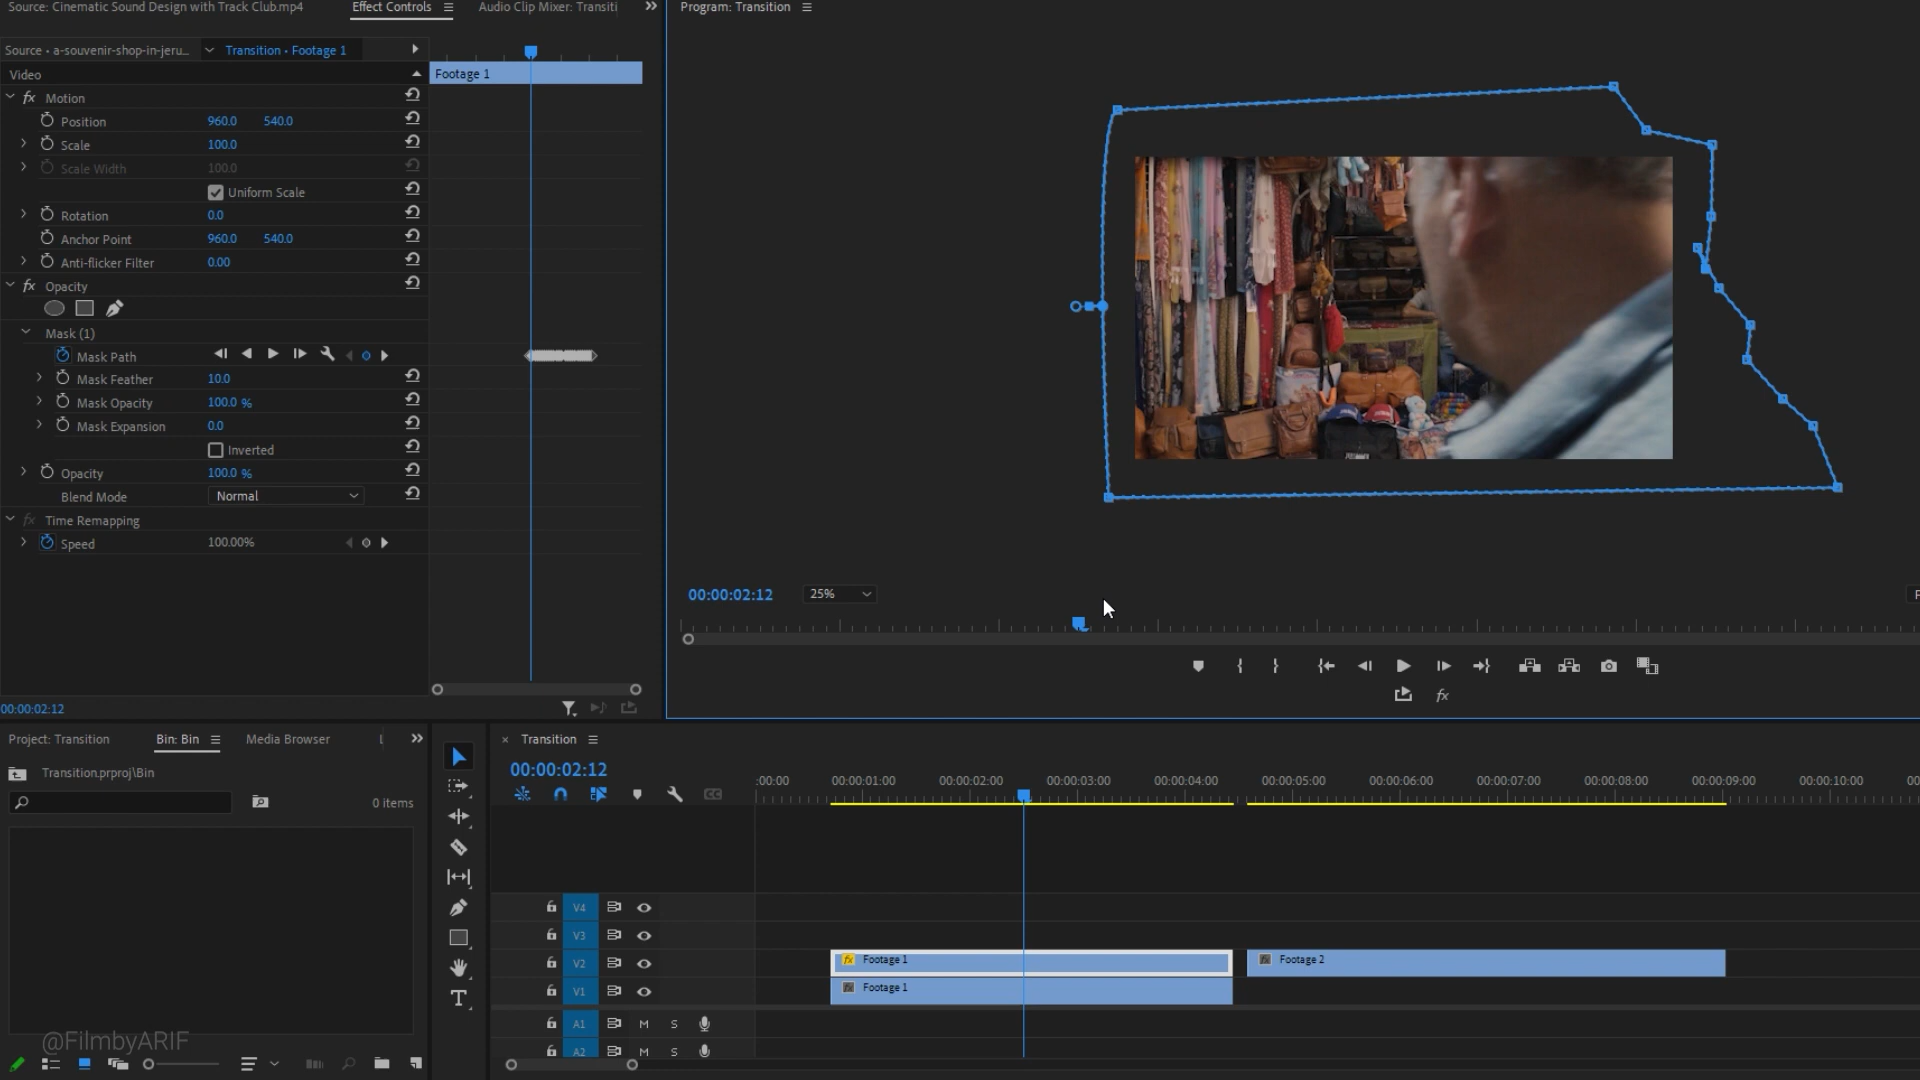 Source: Cinematic Sound Design with Track Club.mp4
Effect Controls
Audio Clip Mixer: Transiti
Program: Transition
Source • a-souvenir-shop-in-jeru...
Transition • Footage 1
Video
Footage 1
fx Motion
Position 960.0 540.0
Scale 100.0
Scale Width 100.0
Uniform Scale
Rotation 0.0
Anchor Point 960.0 540.0
Anti-flicker Filter 0.00
fx Opacity
Mask (1)
Mask Path
Mask Feather 10.0
Mask Opacity 100.0 %
Mask Expansion 0.0
Inverted
Opacity 100.0 %
Blend Mode Normal
fx Time Remapping
Speed 100.00%
00:00:02:12
00:00:02:12 25%
fx
Project: Transition
Bin: Bin
Media Browser
Transition.prproj\Bin
0 items
@FilmbyARIF
Transition
00:00:02:12
:00:00 00:00:01:00 00:00:02:00 00:00:03:00 00:00:04:00 00:00:05:00 00:00:06:00 00:00:07:00 00:00:08:00 00:00:09:00 00:00:10:00 00
V4
V3
V2 fx Footage 1 fx Footage 2
V1 fx Footage 1
A1 M S
A2 M S